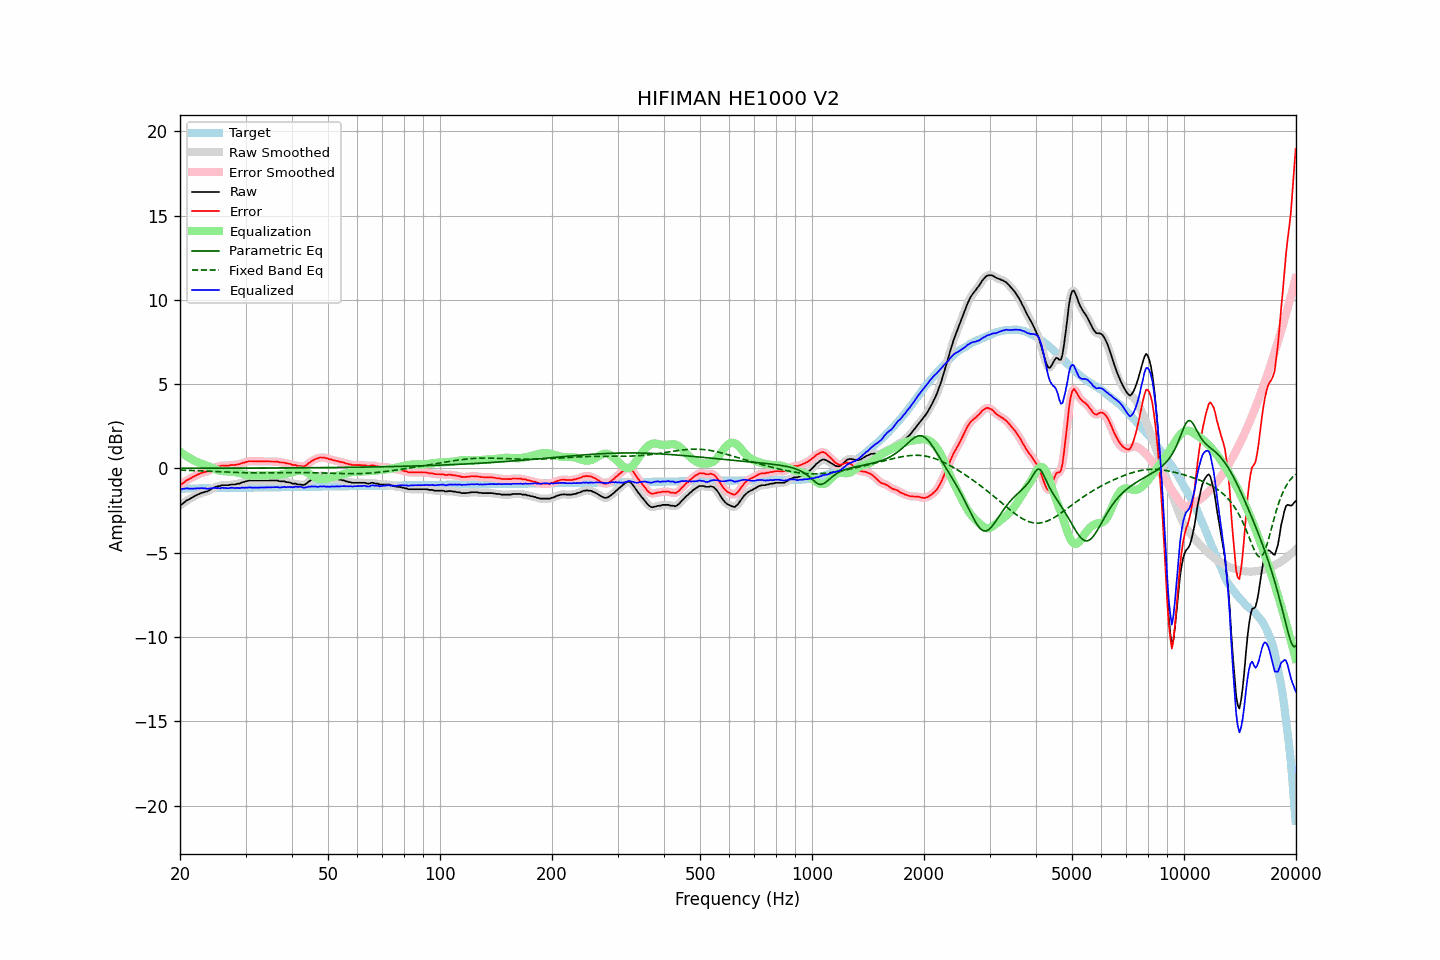 HIFIMAN HE1000 V2
Target
Raw Smoothed
Error Smoothed
Raw
Error
Equalization
Parametric Eq
Fixed Band Eq
Equalized
20
15
10
5
0
−5
−10
−15
−20
Amplitude (dBr)
20 50 100 200 500 1000 2000 5000 10000 20000
Frequency (Hz)